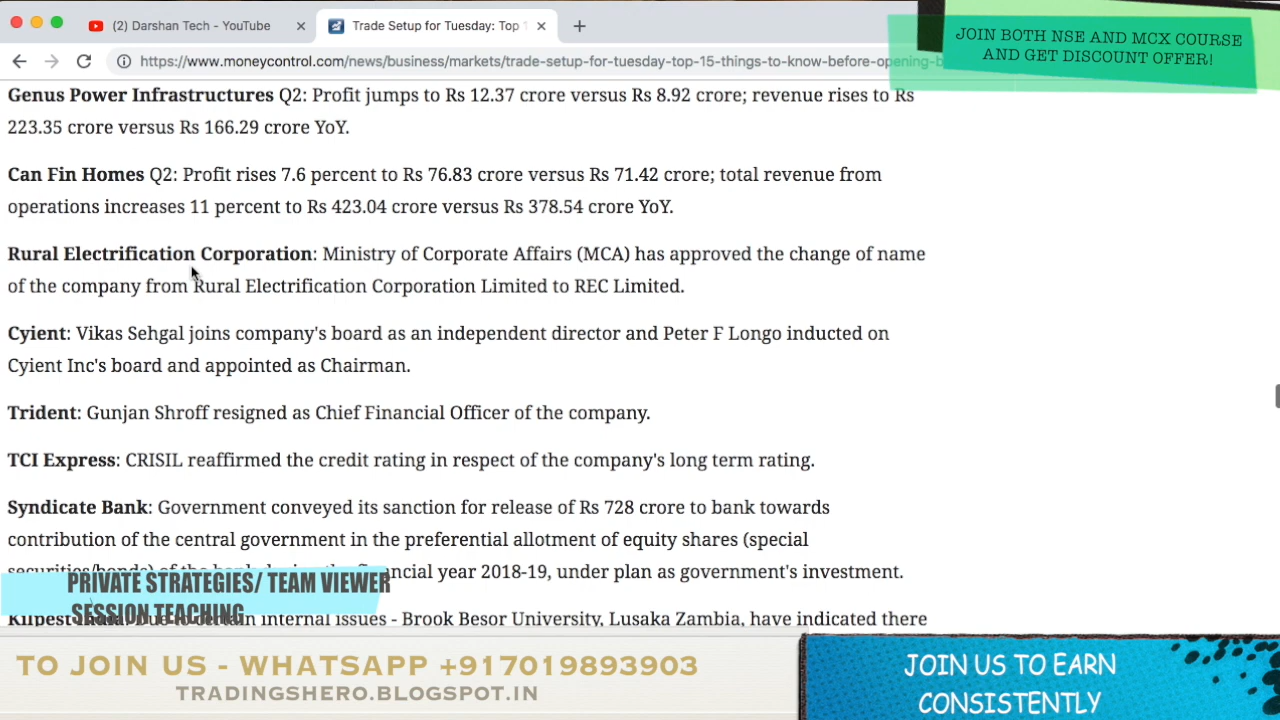 (2) Darshan Tech - YouTube
Trade Setup for Tuesday: Top 1
JOIN BOTH NSE AND MCX COURSE
AND GET DISCOUNT OFFER!
https://www.moneycontrol.com/news/business/markets/trade-setup-for-tuesday-top-15-things-to-know-before-opening-b
Genus Power Infrastructures Q2: Profit jumps to Rs 12.37 crore versus Rs 8.92 crore; revenue rises to Rs
223.35 crore versus Rs 166.29 crore YoY.
Can Fin Homes Q2: Profit rises 7.6 percent to Rs 76.83 crore versus Rs 71.42 crore; total revenue from
operations increases 11 percent to Rs 423.04 crore versus Rs 378.54 crore YoY.
Rural Electrification Corporation: Ministry of Corporate Affairs (MCA) has approved the change of name
of the company from Rural Electrification Corporation Limited to REC Limited.
Cyient: Vikas Sehgal joins company's board as an independent director and Peter F Longo inducted on
Cyient Inc's board and appointed as Chairman.
Trident: Gunjan Shroff resigned as Chief Financial Officer of the company.
TCI Express: CRISIL reaffirmed the credit rating in respect of the company's long term rating.
Syndicate Bank: Government conveyed its sanction for release of Rs 728 crore to bank towards
contribution of the central government in the preferential allotment of equity shares (special
year 2018-19, under plan as government's investment.
PRIVATE STRATEGIES/ TEAM VIEWER
SESSION TEACHING
internal issues - Brook Besor University, Lusaka Zambia, have indicated there
TO JOIN US - WHATSAPP +917019893903
TRADINGSHERO.BLOGSPOT.IN
JOIN US TO EARN
CONSISTENTLY